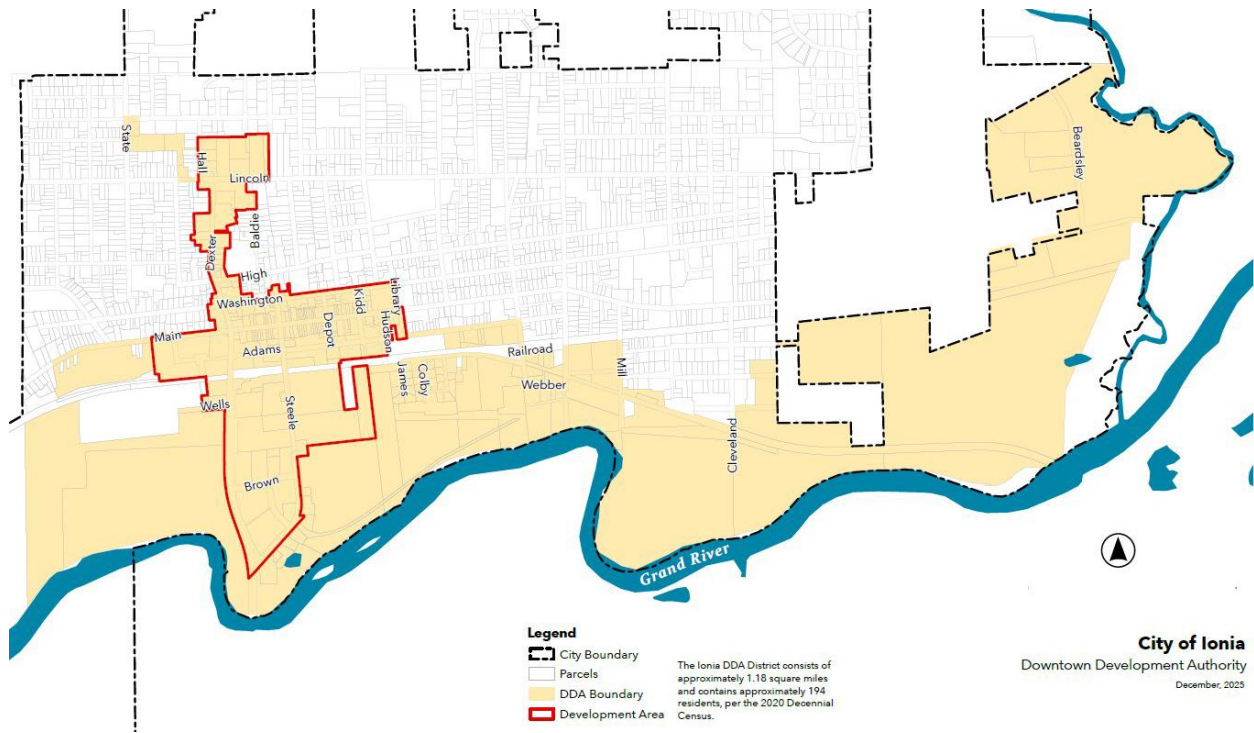 State
Hall
Lincoln
Beardsley
Baldie
Dexter
High
Washington
Library
Kidd
Hudson
Depot
Main
Adams
Railroad
James
Colby
Webber
Mill
Wells
Steele
Cleveland
Brown
Grand River
Legend
City Boundary
Parcels
DDA Boundary
Development Area
The Ionia DDA District consists of
approximately 1.18 square miles
and contains approximately 194
residents, per the 2020 Decennial
Census.
City of Ionia
Downtown Development Authority
December, 2025